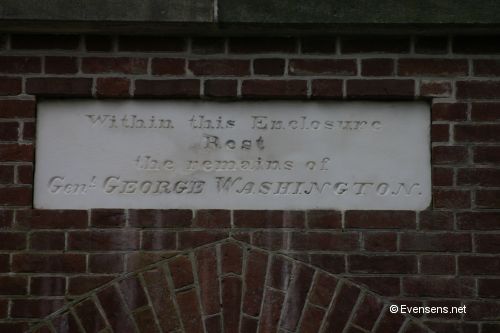 Within this Enclosure
Rest
the remains of
Genl. GEORGE WASHINGTON.
© Evensens.net